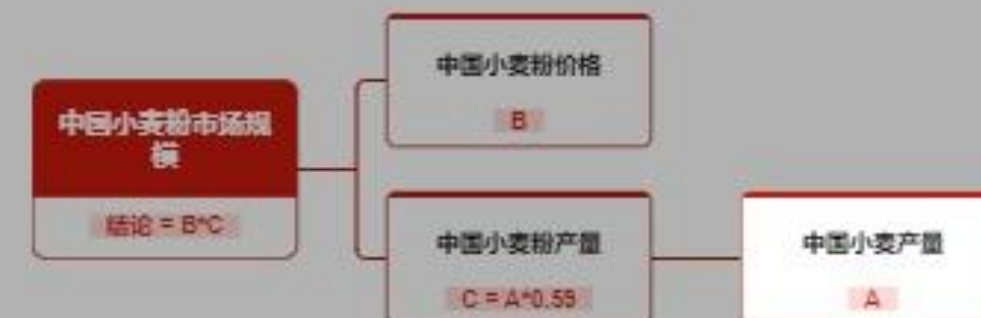 中国小麦粉市场规
模
结论 = B*C
中国小麦粉价格
B
中国小麦粉产量
C = A*0.59
中国小麦产量
A